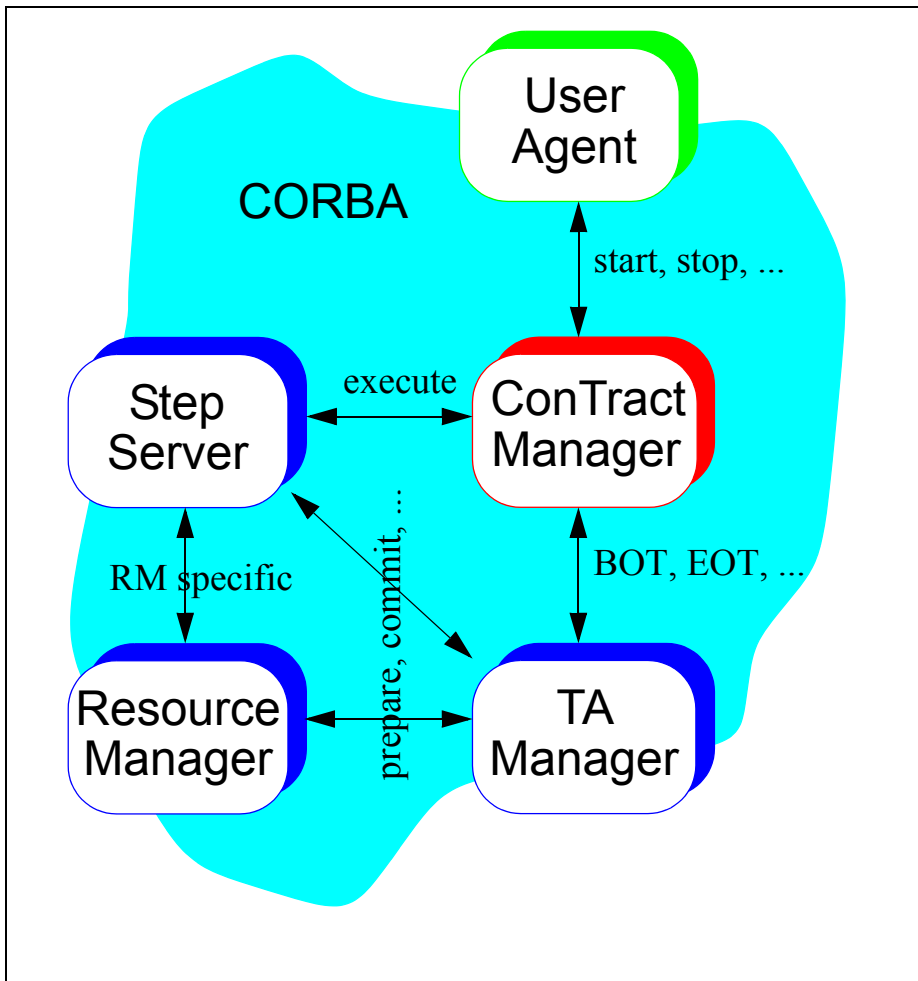 User
Agent
CORBA
start, stop, ...
Step
Server
execute
ConTract
Manager
RM specific
prepare, commit, ...
BOT, EOT, ...
Resource
Manager
TA
Manager